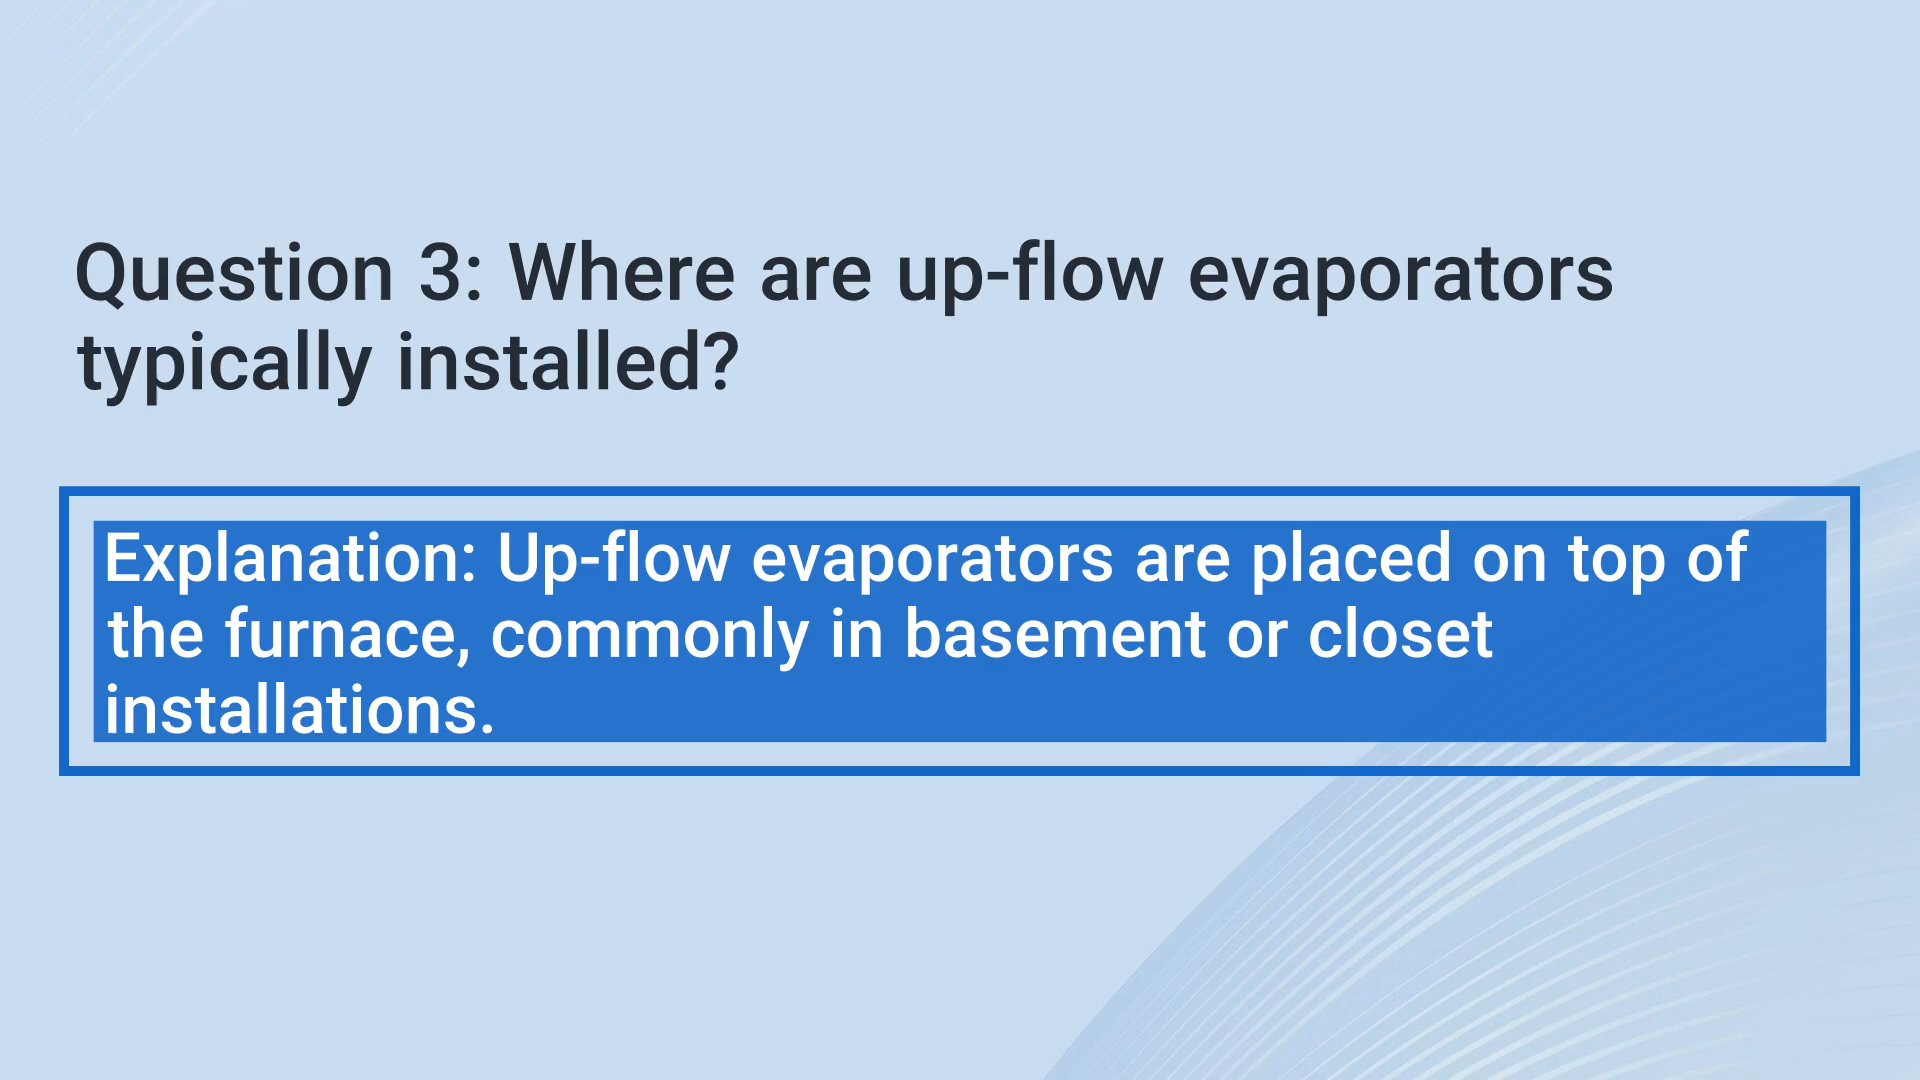 Question 3: Where are up-flow evaporators
typically installed?
Explanation: Up-flow evaporators are placed on top of
the furnace, commonly in basement or closet
installations.